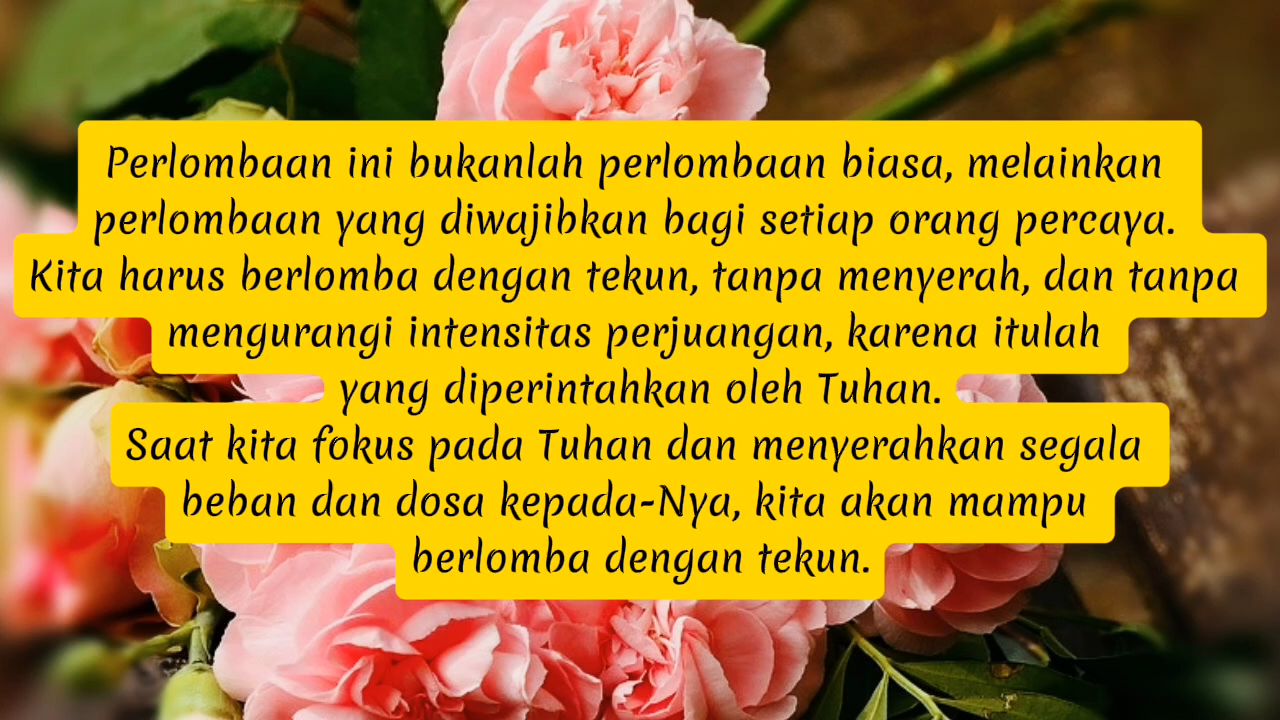 Perlombaan ini bukanlah perlombaan biasa, melainkan
perlombaan yang diwajibkan bagi setiap orang percaya.
Kita harus berlomba dengan tekun, tanpa menyerah, dan tanpa
mengurangi intensitas perjuangan, karena itulah
yang diperintahkan oleh Tuhan.
Saat kita fokus pada Tuhan dan menyerahkan segala
beban dan dosa kepada-Nya, kita akan mampu
berlomba dengan tekun.